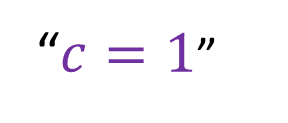 “c = 1”